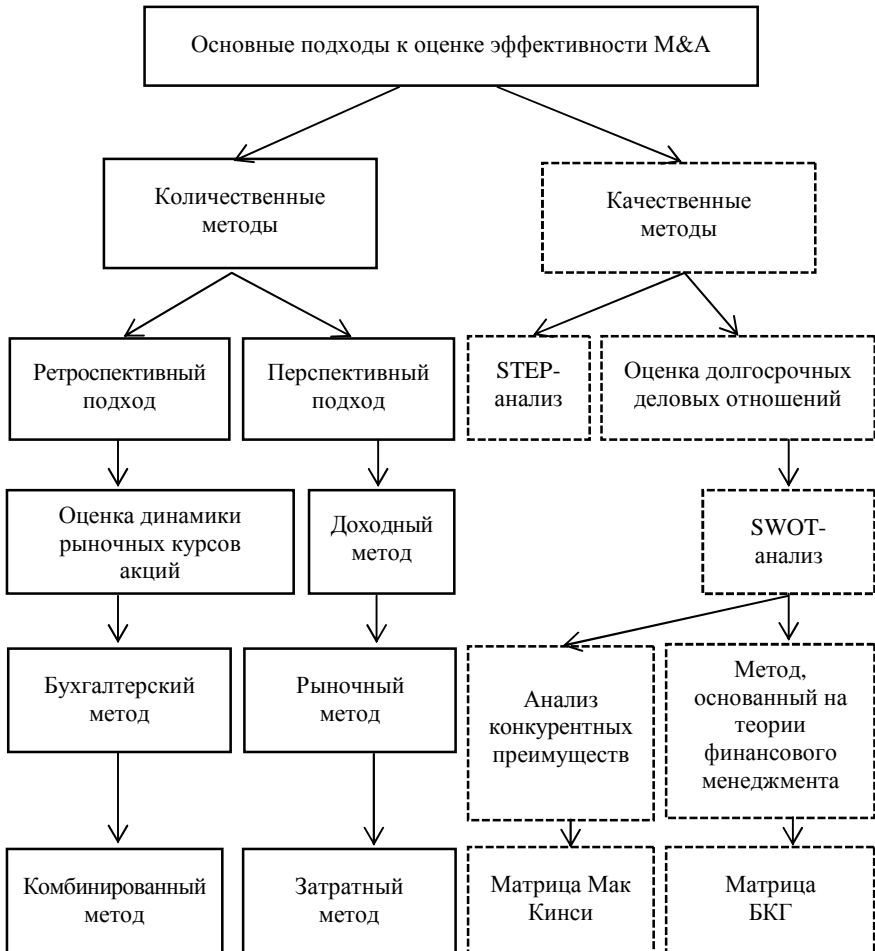 Основные подходы к оценке эффективности M&A
Количественные
методы
Качественные
методы
Ретроспективный
подход
Перспективный
подход
STEP-
анализ
Оценка долгосрочных
деловых отношений
Оценка динамики
рыночных курсов
акций
Доходный
метод
SWOT-
анализ
Бухгалтерский
метод
Рыночный
метод
Анализ
конкурентных
преимуществ
Метод,
основанный на
теории
финансового
менеджмента
Комбинированный
метод
Затратный
метод
Матрица Мак
Кинси
Матрица
БКГ